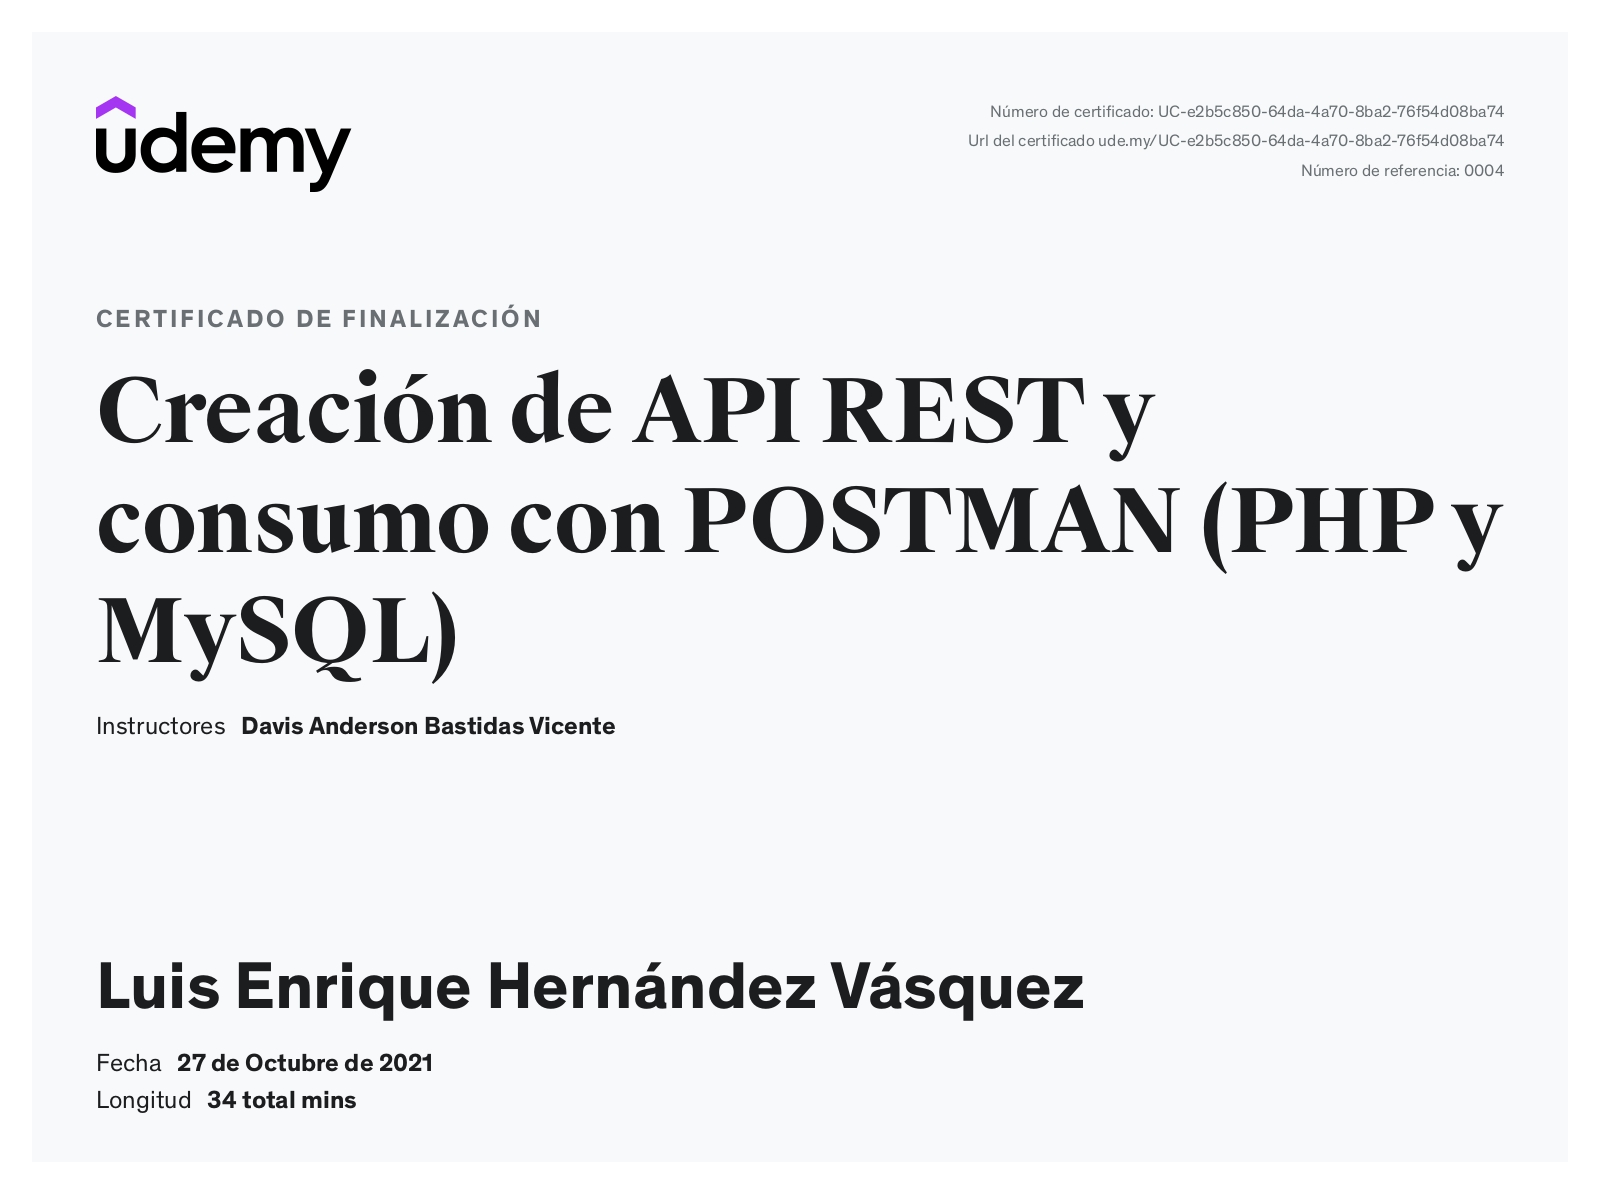 udemy
Número de certificado: UC-e2b5c850-64da-4a70-8ba2-76f54d08ba74
Url del certificado ude.my/UC-e2b5c850-64da-4a70-8ba2-76f54d08ba74
Número de referencia: 0004
CERTIFICADO DE FINALIZACIÓN
Creación de API REST y
consumo con POSTMAN (PHP y
MySQL)
Instructores Davis Anderson Bastidas Vicente
Luis Enrique Hernández Vásquez
Fecha 27 de Octubre de 2021
Longitud 34 total mins